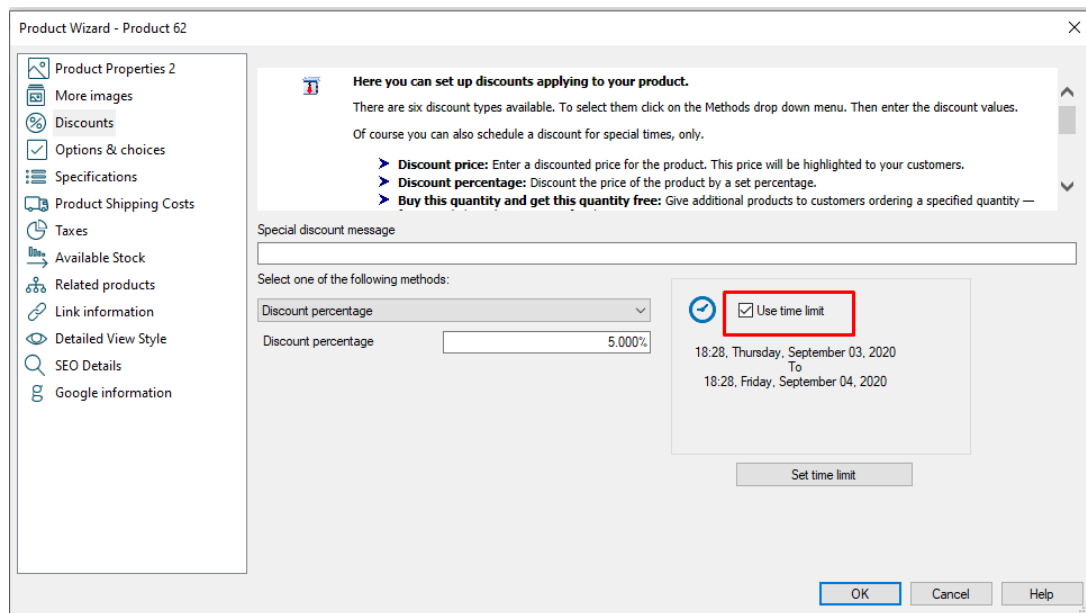 Product Wizard - Product 62
Product Properties 2
More images
Discounts
Options & choices
Specifications
Product Shipping Costs
Taxes
Available Stock
Related products
Link information
Detailed View Style
SEO Details
Google information
Here you can set up discounts applying to your product.
There are six discount types available. To select them click on the Methods drop down menu. Then enter the discount values.
Of course you can also schedule a discount for special times, only.
Discount price: Enter a discounted price for the product. This price will be highlighted to your customers.
Discount percentage: Discount the price of the product by a set percentage.
Buy this quantity and get this quantity free: Give additional products to customers ordering a specified quantity —
Special discount message
Select one of the following methods:
Discount percentage
Discount percentage 5.000%
Use time limit
18:28, Thursday, September 03, 2020
To
18:28, Friday, September 04, 2020
Set time limit
OK Cancel Help